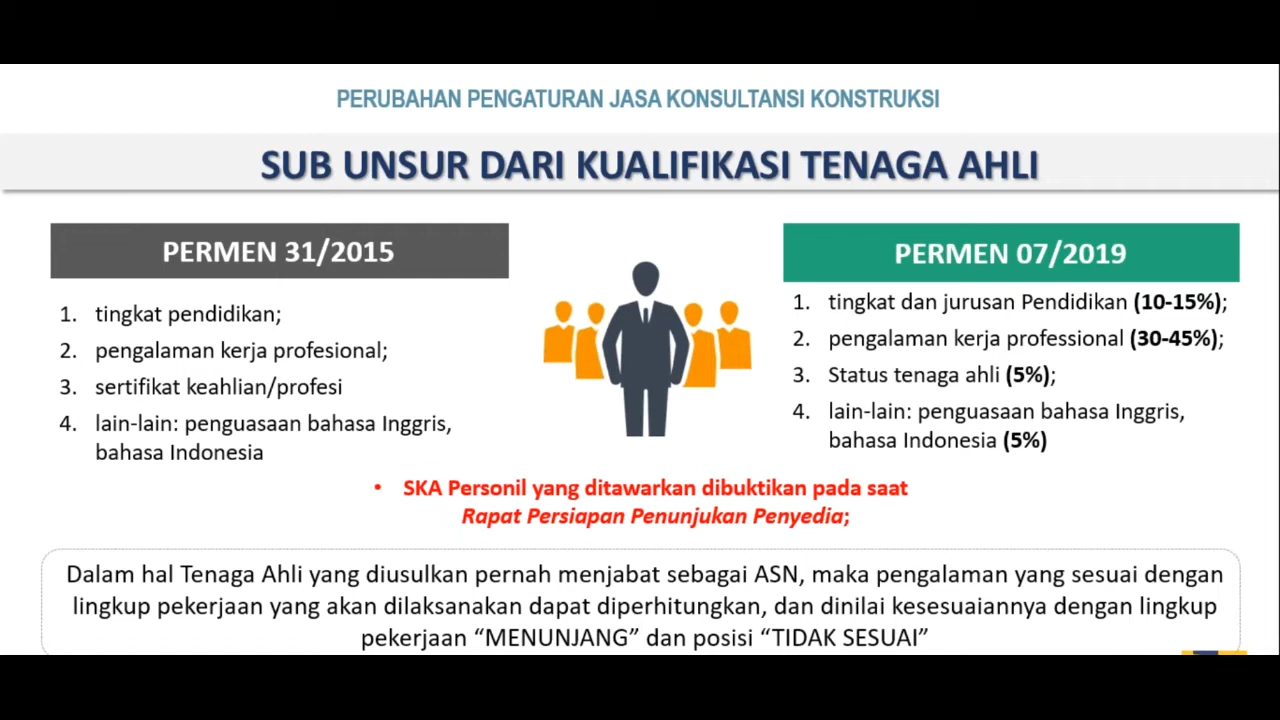 PERUBAHAN PENGATURAN JASA KONSULTANSI KONSTRUKSI
SUB UNSUR DARI KUALIFIKASI TENAGA AHLI
PERMEN 31/2015
1. tingkat pendidikan;
2. pengalaman kerja profesional;
3. sertifikat keahlian/profesi
4. lain-lain: penguasaan bahasa Inggris,
bahasa Indonesia
PERMEN 07/2019
1. tingkat dan jurusan Pendidikan (10-15%);
2. pengalaman kerja professional (30-45%);
3. Status tenaga ahli (5%);
4. lain-lain: penguasaan bahasa Inggris,
bahasa Indonesia (5%)
• SKA Personil yang ditawarkan dibuktikan pada saat
Rapat Persiapan Penunjukan Penyedia;
Dalam hal Tenaga Ahli yang diusulkan pernah menjabat sebagai ASN, maka pengalaman yang sesuai dengan
lingkup pekerjaan yang akan dilaksanakan dapat diperhitungkan, dan dinilai kesesuaiannya dengan lingkup
pekerjaan “MENUNJANG” dan posisi “TIDAK SESUAI”